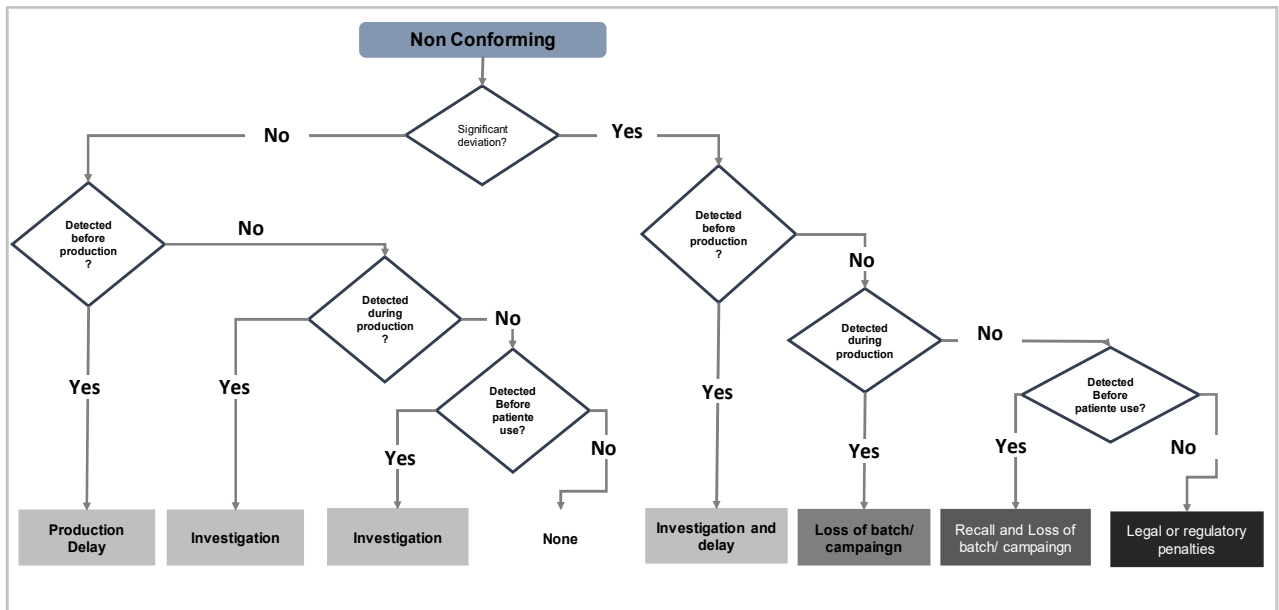 Non Conforming
Significant
deviation?
No
Yes
Detected
before
production
?
No
Detected
during
production
?
No
Detected
Before
patiente
use?
Yes
Yes
Yes
No
Production
Delay
Investigation
Investigation
None
Detected
before
production
?
No
Detected
during
production
No
Detected
Before
patiente use?
Yes
Yes
Yes
No
Investigation and
delay
Loss of batch/
campaingn
Recall and Loss of
batch/ campaingn
Legal or regulatory
penalties